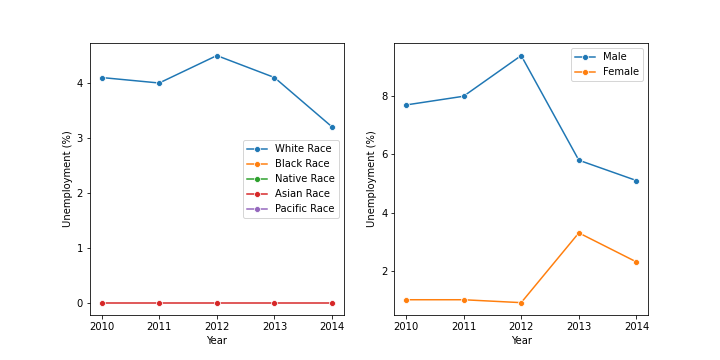 Unemployment (%)
4
3
2
1
0
2010 2011 2012 2013 2014
Year
White Race
Black Race
Native Race
Asian Race
Pacific Race
Unemployment (%)
8
6
4
2
2010 2011 2012 2013 2014
Year
Male
Female